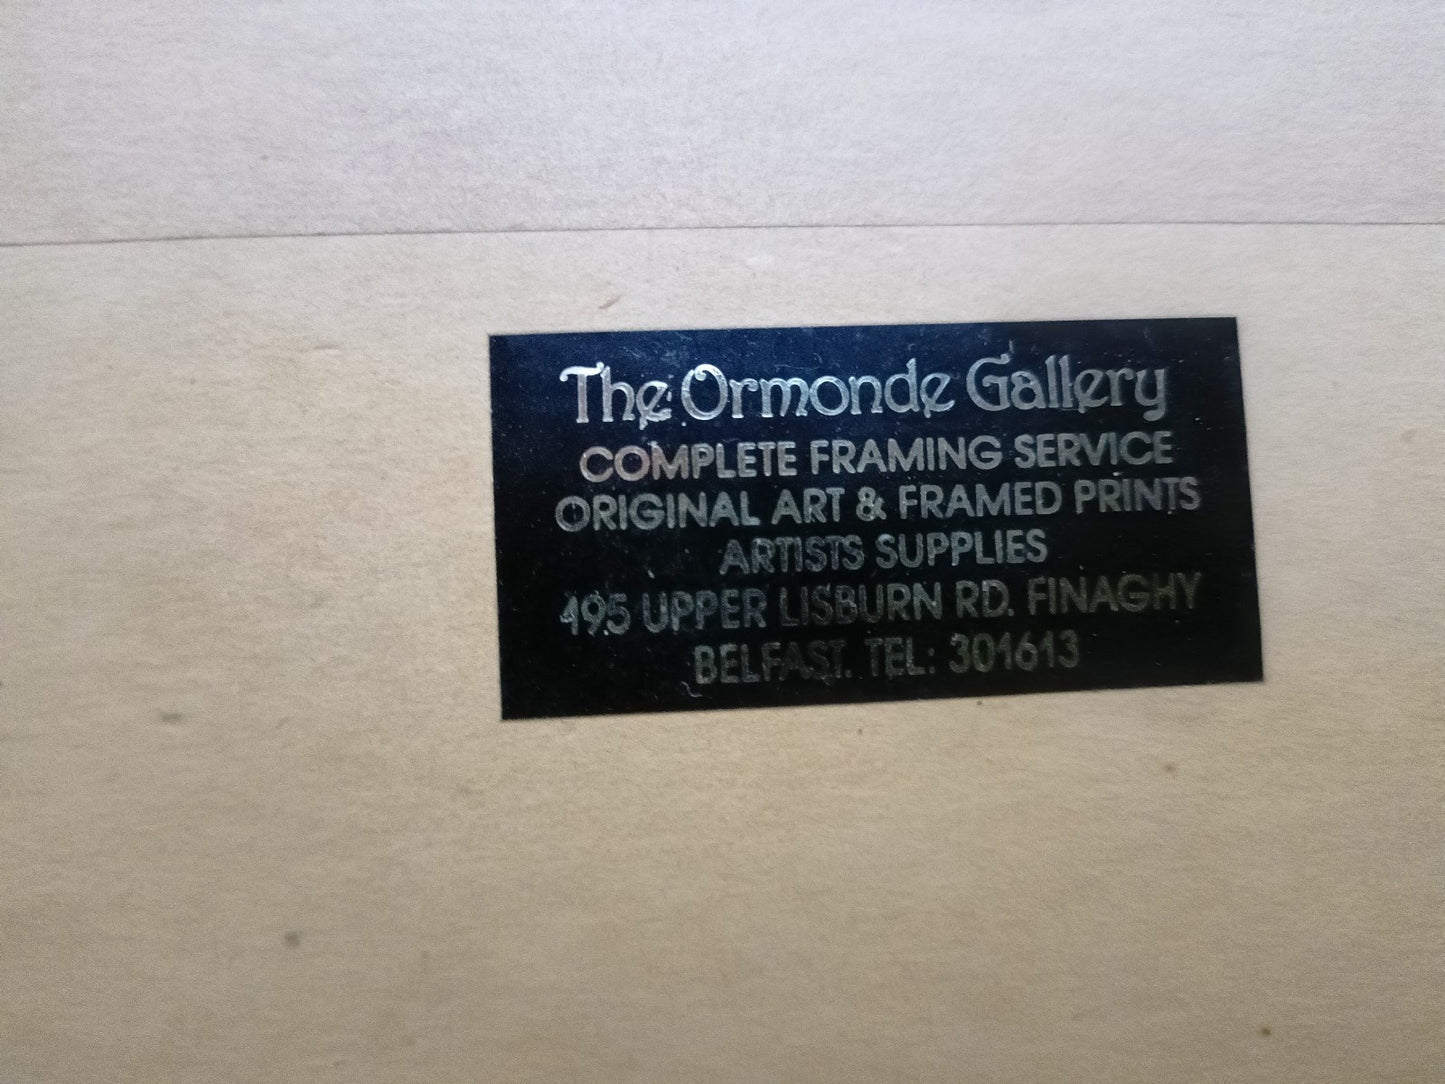 The Ormonde Gallery
COMPLETE FRAMING SERVICE
ORIGINAL ART & FRAMED PRINTS
ARTISTS SUPPLIES
195 UPPER LISBURN RD. FINAGHY
BELFAST. TEL: 301613